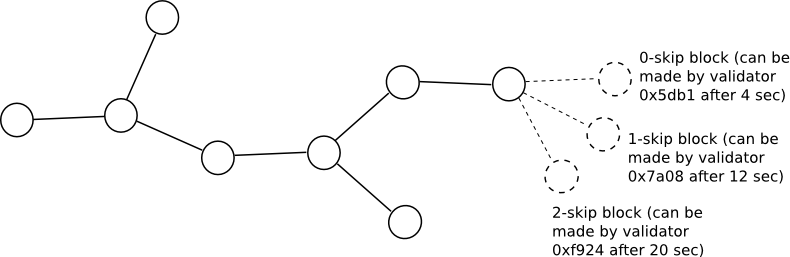 0-skip block (can be
made by validator
0x5db1 after 4 sec)
1-skip block (can be
made by validator
0x7a08 after 12 sec)
2-skip block (can be
made by validator
0xf924 after 20 sec)